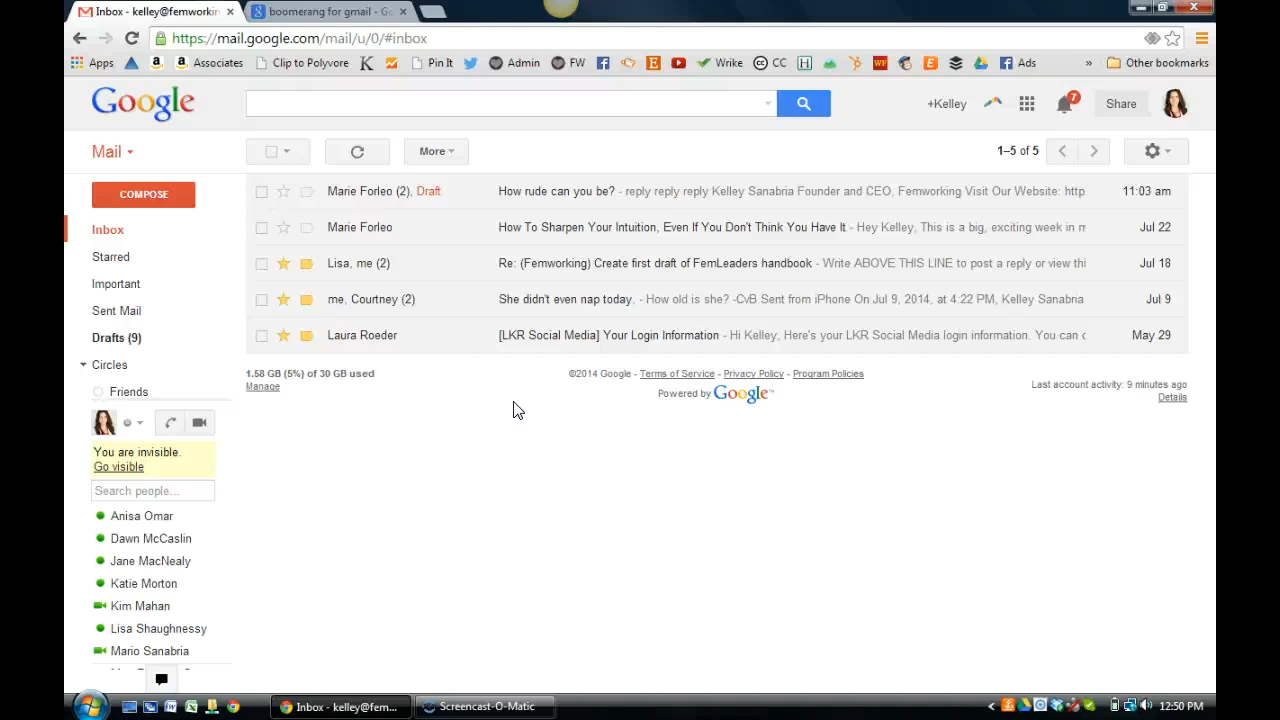 Inbox - kelley@femworkin
boomerang for gmail - Go
https://mail.google.com/mail/u/0/#inbox
Apps a a Associates Clip to Polyvore K Pin It Admin FW E Wrike CC H WF E Ads » Other bookmarks
Google +Kelley 7 Share
Mail More 1–5 of 5
COMPOSE
Marie Forleo (2), Draft How rude can you be? - reply reply reply Kelley Sanabria Founder and CEO, Femworking Visit Our Website: http 11:03 am
Inbox
Marie Forleo How To Sharpen Your Intuition, Even If You Don't Think You Have It - Hey Kelley, This is a big, exciting week in m Jul 22
Starred
Lisa, me (2) Re: (Femworking) Create first draft of FemLeaders handbook - Write ABOVE THIS LINE to post a reply or view thi Jul 18
Important
me, Courtney (2) She didn't even nap today. - How old is she? -CvB Sent from iPhone On Jul 9, 2014, at 4:22 PM, Kelley Sanabria Jul 9
Sent Mail
Laura Roeder [LKR Social Media] Your Login Information - Hi Kelley, Here's your LKR Social Media login information. You can c May 29
Drafts (9)
Circles
Friends
1.58 GB (5%) of 30 GB used
Manage
©2014 Google - Terms of Service - Privacy Policy - Program Policies
Powered by Google™
Last account activity: 9 minutes ago
Details
You are invisible.
Go visible
Search people...
Anisa Omar
Dawn McCaslin
Jane MacNealy
Katie Morton
Kim Mahan
Lisa Shaughnessy
Mario Sanabria
Inbox - kelley@fem... Screencast-O-Matic 12:50 PM